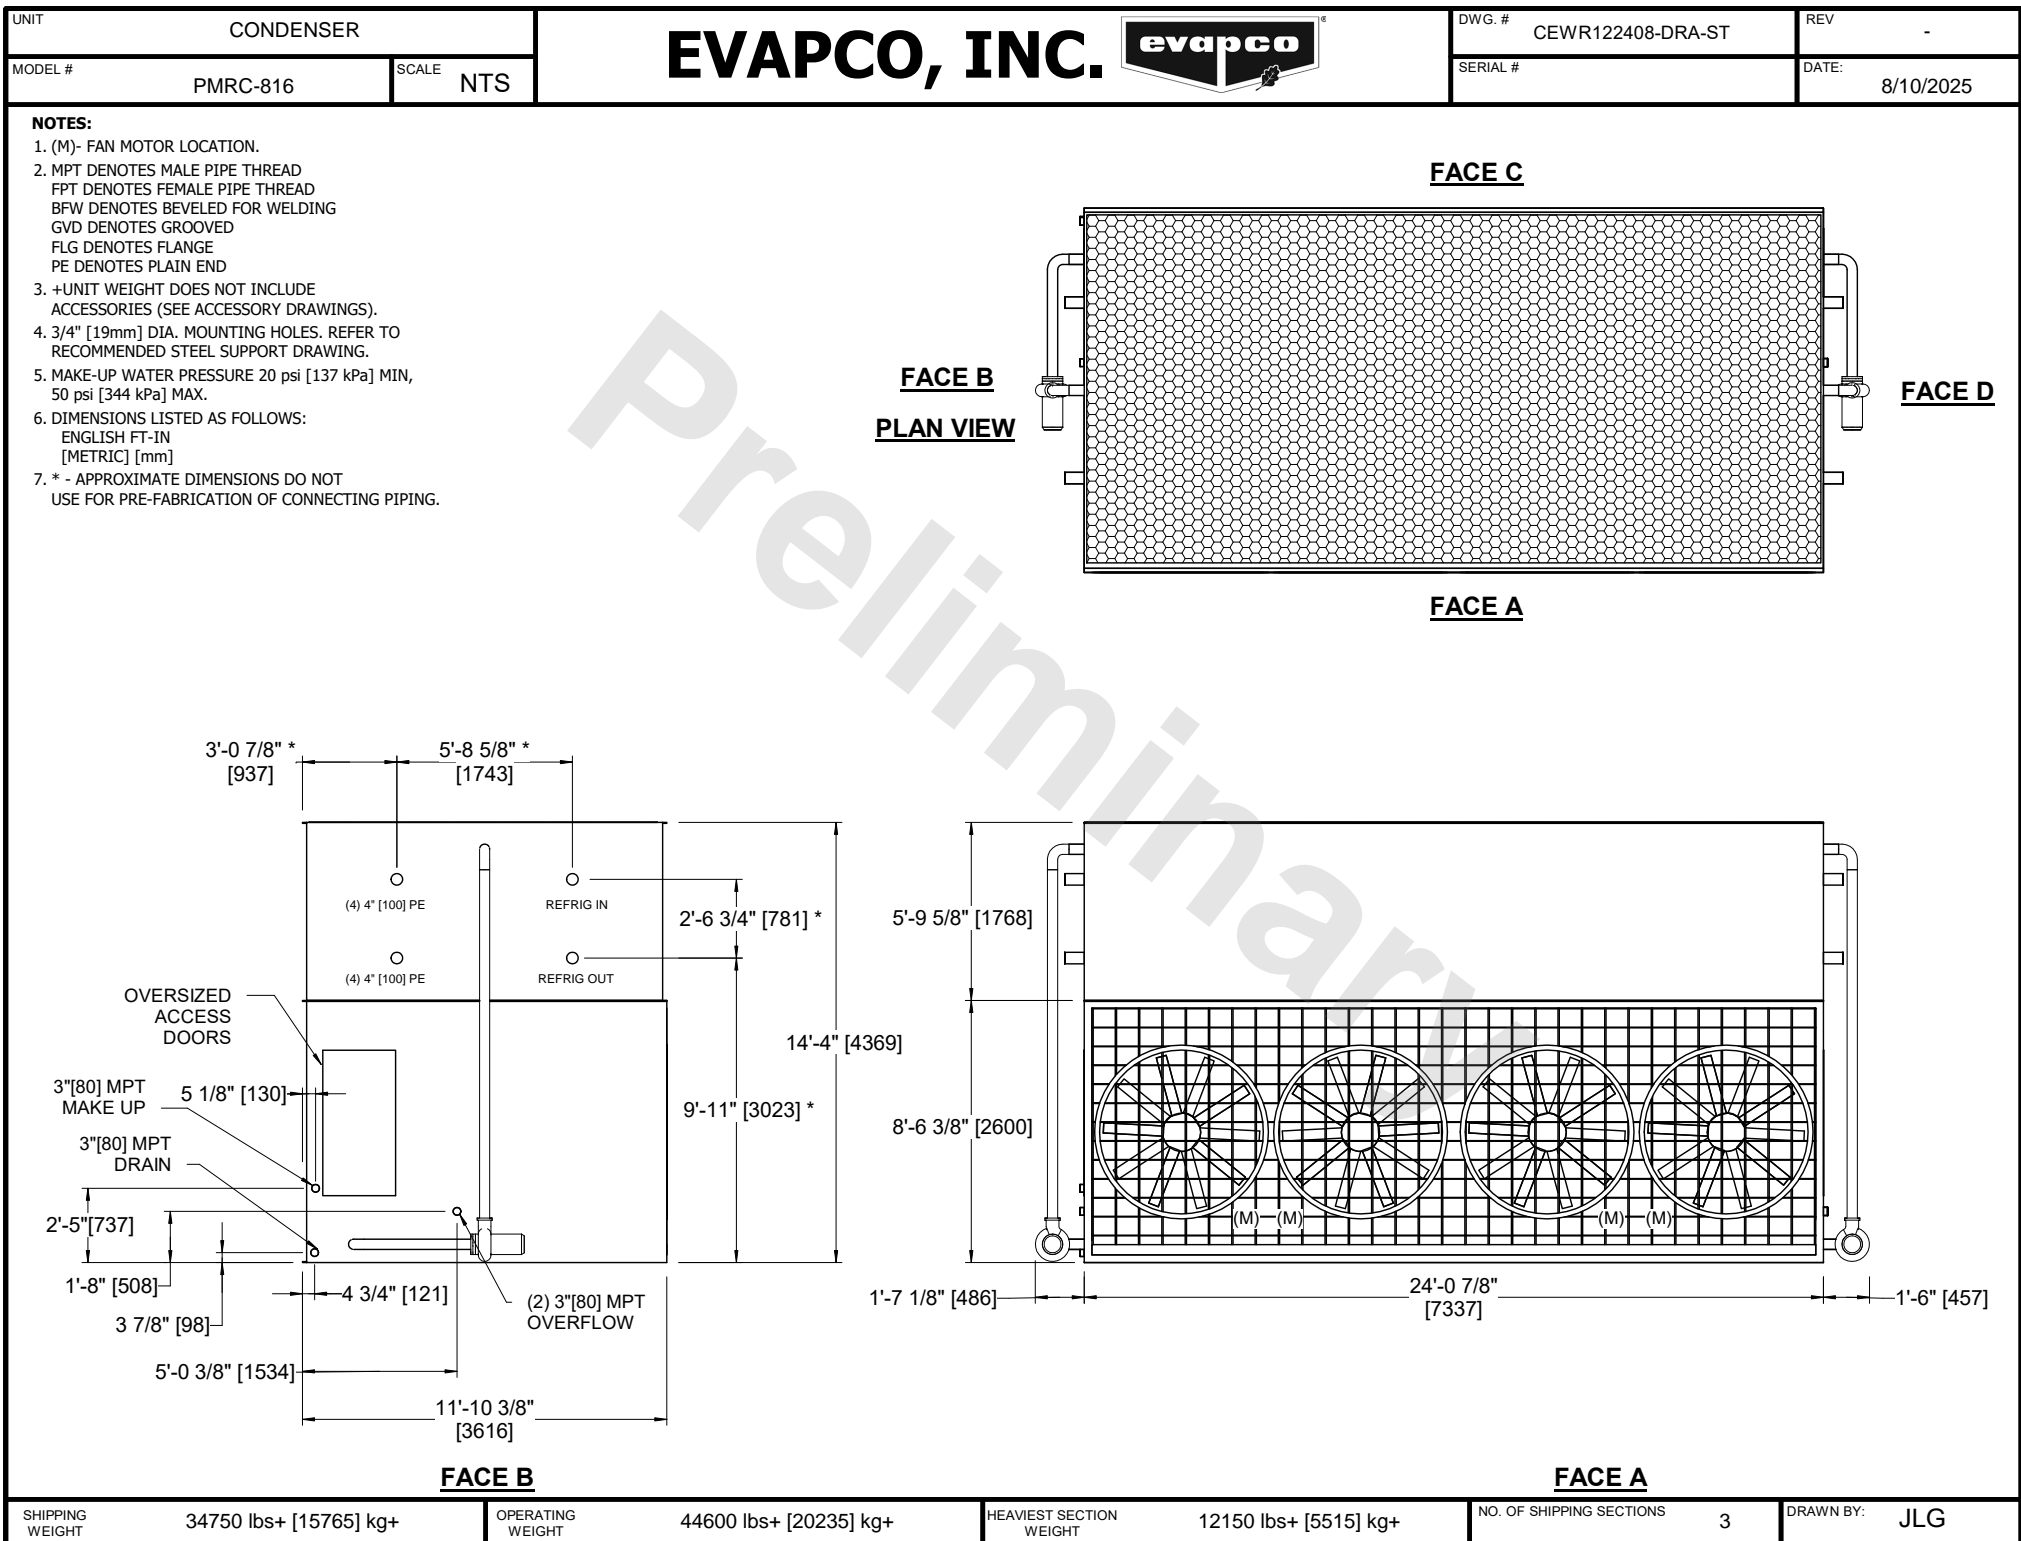 UNIT
CONDENSER
MODEL #
PMRC-816
SCALE
NTS
EVAPCO, INC.
evapco
®
DWG. #
CEWR122408-DRA-ST
REV
-
SERIAL #
DATE:
8/10/2025
NOTES:
1. (M)- FAN MOTOR LOCATION.
2. MPT DENOTES MALE PIPE THREAD
FPT DENOTES FEMALE PIPE THREAD
BFW DENOTES BEVELED FOR WELDING
GVD DENOTES GROOVED
FLG DENOTES FLANGE
PE DENOTES PLAIN END
3. +UNIT WEIGHT DOES NOT INCLUDE
ACCESSORIES (SEE ACCESSORY DRAWINGS).
4. 3/4" [19mm] DIA. MOUNTING HOLES. REFER TO
RECOMMENDED STEEL SUPPORT DRAWING.
5. MAKE-UP WATER PRESSURE 20 psi [137 kPa] MIN,
50 psi [344 kPa] MAX.
6. DIMENSIONS LISTED AS FOLLOWS:
ENGLISH FT-IN
[METRIC] [mm]
7. * - APPROXIMATE DIMENSIONS DO NOT
USE FOR PRE-FABRICATION OF CONNECTING PIPING.
FACE C
FACE B
PLAN VIEW
FACE D
FACE A
Preliminary
3'-0 7/8" *
[937]
5'-8 5/8" *
[1743]
(4) 4" [100] PE
REFRIG IN
(4) 4" [100] PE
REFRIG OUT
2'-6 3/4" [781] *
14'-4" [4369]
9'-11" [3023] *
OVERSIZED
ACCESS
DOORS
3"[80] MPT
MAKE UP
5 1/8" [130]
3"[80] MPT
DRAIN
2'-5"[737]
1'-8" [508]
3 7/8" [98]
4 3/4" [121]
(2) 3"[80] MPT
OVERFLOW
5'-0 3/8" [1534]
11'-10 3/8"
[3616]
FACE B
5'-9 5/8" [1768]
8'-6 3/8" [2600]
(M)
(M)
(M)
(M)
1'-7 1/8" [486]
24'-0 7/8"
[7337]
1'-6" [457]
FACE A
SHIPPING
WEIGHT
34750 lbs+ [15765] kg+
OPERATING
WEIGHT
44600 lbs+ [20235] kg+
HEAVIEST SECTION
WEIGHT
12150 lbs+ [5515] kg+
NO. OF SHIPPING SECTIONS
3
DRAWN BY:
JLG